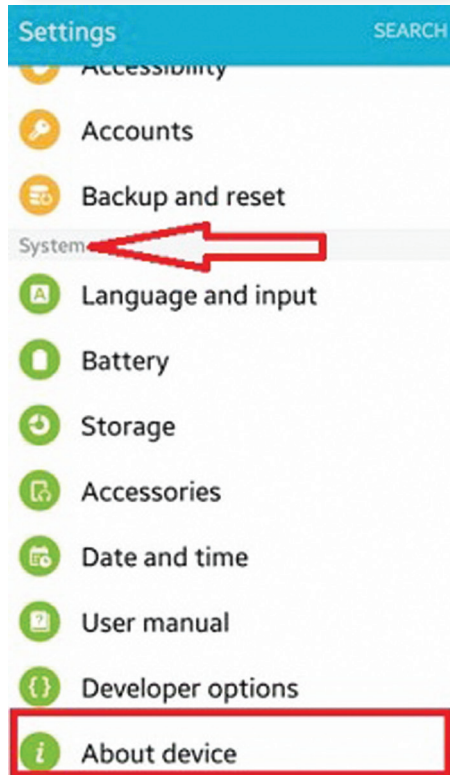 Settings
SEARCH
Accessibility
Accounts
Backup and reset
System
Language and input
Battery
Storage
Accessories
Date and time
User manual
Developer options
About device